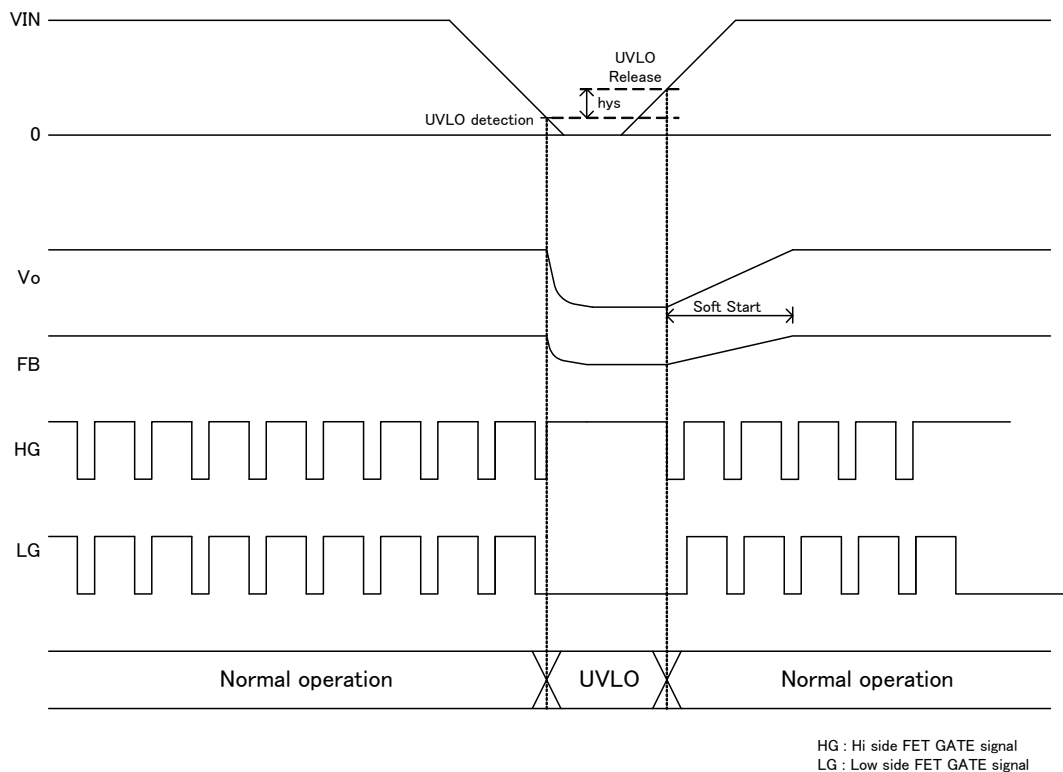 VIN
UVLO
Release
hys
UVLO detection
0
Vo
Soft Start
FB
HG
LG
Normal operation
UVLO
Normal operation
HG : Hi side FET GATE signal
LG : Low side FET GATE signal